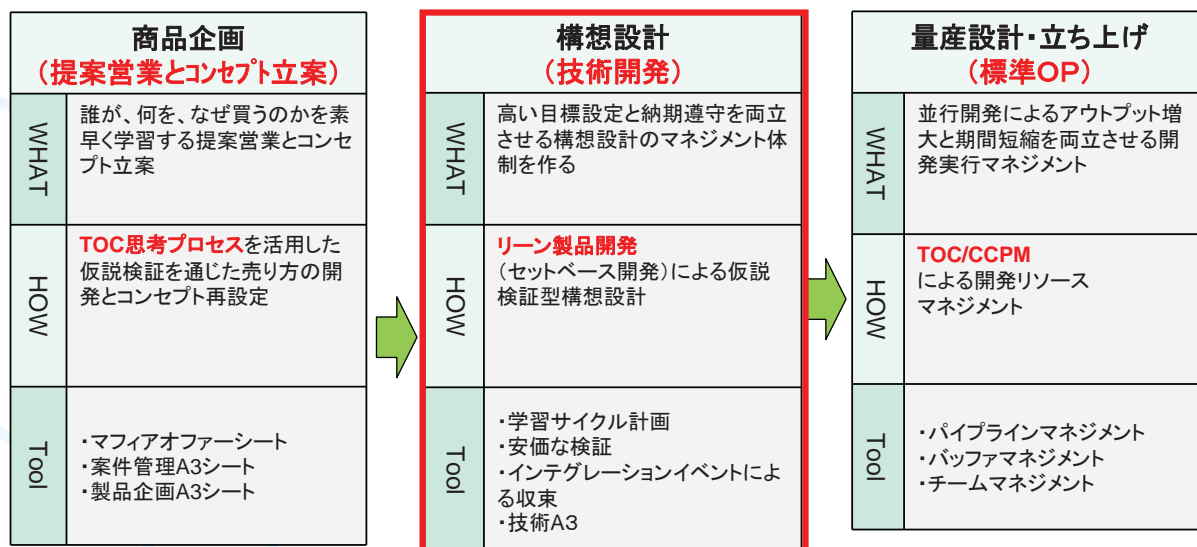 商品企画
（提案営業とコンセプト立案）
WHAT
誰が、何を、なぜ買うのかを素
早く学習する提案営業とコンセ
プト立案
HOW
TOC思考プロセスを活用した
仮説検証を通じた売り方の開
発とコンセプト再設定
Tool
・マフィアオファーシート
・案件管理A3シート
・製品企画A3シート
構想設計
（技術開発）
WHAT
高い目標設定と納期遵守を両立
させる構想設計のマネジメント体
制を作る
HOW
リーン製品開発
（セットベース開発）による仮説
検証型構想設計
Tool
・学習サイクル計画
・安価な検証
・インテグレーションイベントによ
る収束
・技術A3
量産設計・立ち上げ
（標準OP）
WHAT
並行開発によるアウトプット増
大と期間短縮を両立させる開
発実行マネジメント
HOW
TOC/CCPM
による開発リソース
マネジメント
Tool
・パイプラインマネジメント
・バッファマネジメント
・チームマネジメント